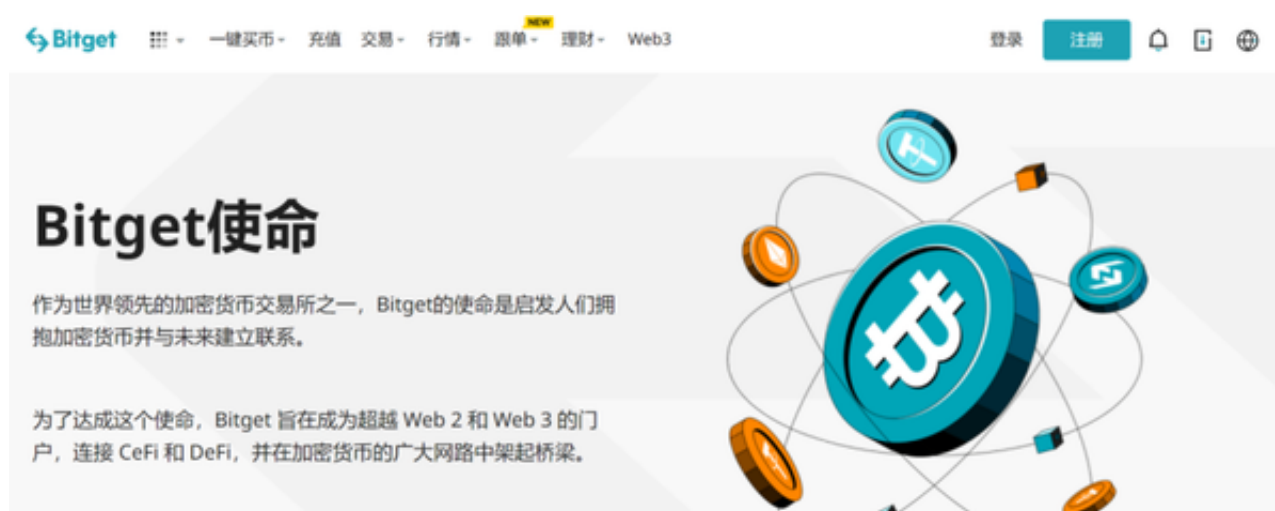 Bitget 一键买币 充值 交易 行情 跟单 理财 Web3 登录 注册
NEW
Bitget使命
作为世界领先的加密货币交易所之一，Bitget的使命是启发人们拥
抱加密货币并与未来建立联系。
为了达成这个使命，Bitget 旨在成为超越 Web 2 和 Web 3 的门
户，连接 CeFi 和 DeFi，并在加密货币的广大网路中架起桥梁。